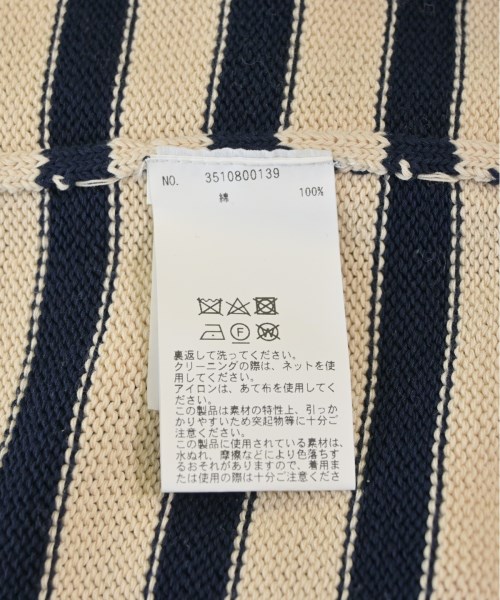 NO. 3510800139
綿 100%
F W
裏返して洗ってください。
クリーニングの際は、ネットを使
用してください。
アイロンは、あて布を使用してく
ださい。
この製品は素材の特性上、引っか
かりやすいため突起物等に十分ご
注意ください。
この製品に使用されている素材は、
水ぬれ、摩擦などにより色落ちす
るおそれがありますので、着用ま
たは使用の際は十分ご注意くださ